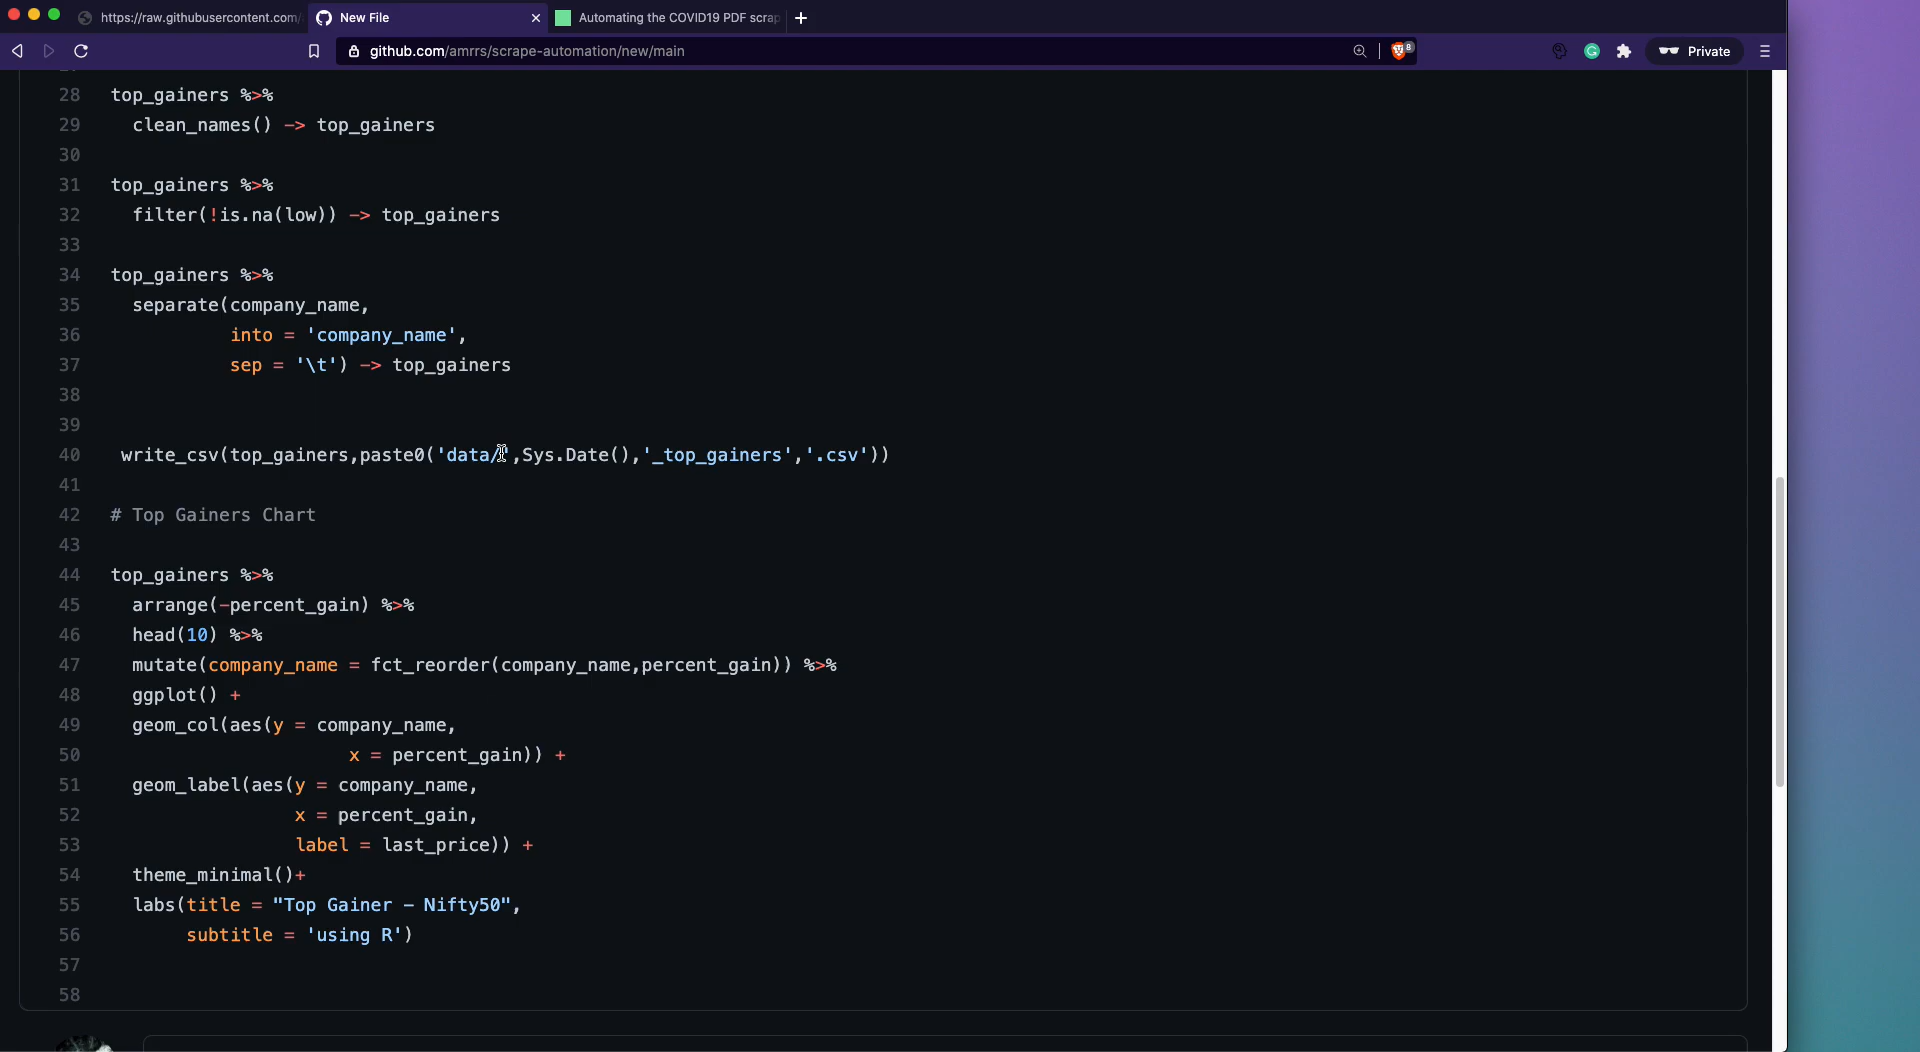 https://raw.githubusercontent.com/
New File
Automating the COVID19 PDF scrap
github.com/amrrs/scrape-automation/new/main
8
Private
28 top_gainers %>%
29 clean_names() -> top_gainers
30
31 top_gainers %>%
32 filter(!is.na(low)) -> top_gainers
33
34 top_gainers %>%
35 separate(company_name,
36 into = 'company_name',
37 sep = '\t') -> top_gainers
38
39
40 write_csv(top_gainers,paste0('data/',Sys.Date(),'_top_gainers','.csv'))
41
42 # Top Gainers Chart
43
44 top_gainers %>%
45 arrange(-percent_gain) %>%
46 head(10) %>%
47 mutate(company_name = fct_reorder(company_name,percent_gain)) %>%
48 ggplot() +
49 geom_col(aes(y = company_name,
50 x = percent_gain)) +
51 geom_label(aes(y = company_name,
52 x = percent_gain,
53 label = last_price)) +
54 theme_minimal()+
55 labs(title = "Top Gainer - Nifty50",
56 subtitle = 'using R')
57
58